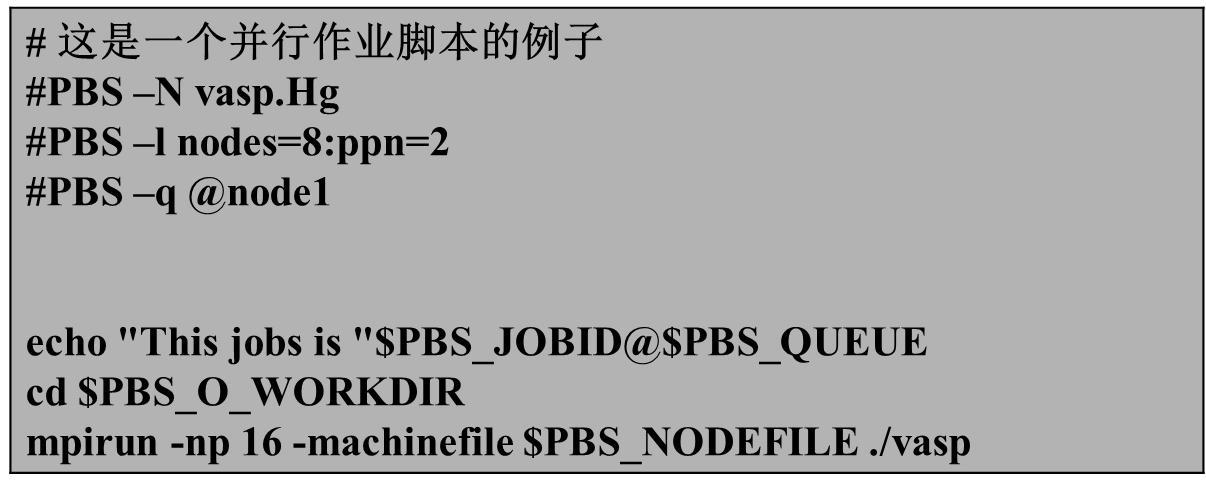 # 这是一个并行作业脚本的例子
#PBS –N vasp.Hg
#PBS –l nodes=8:ppn=2
#PBS –q @node1
echo "This jobs is "$PBS_JOBID@$PBS_QUEUE
cd $PBS_O_WORKDIR
mpirun -np 16 -machinefile $PBS_NODEFILE ./vasp